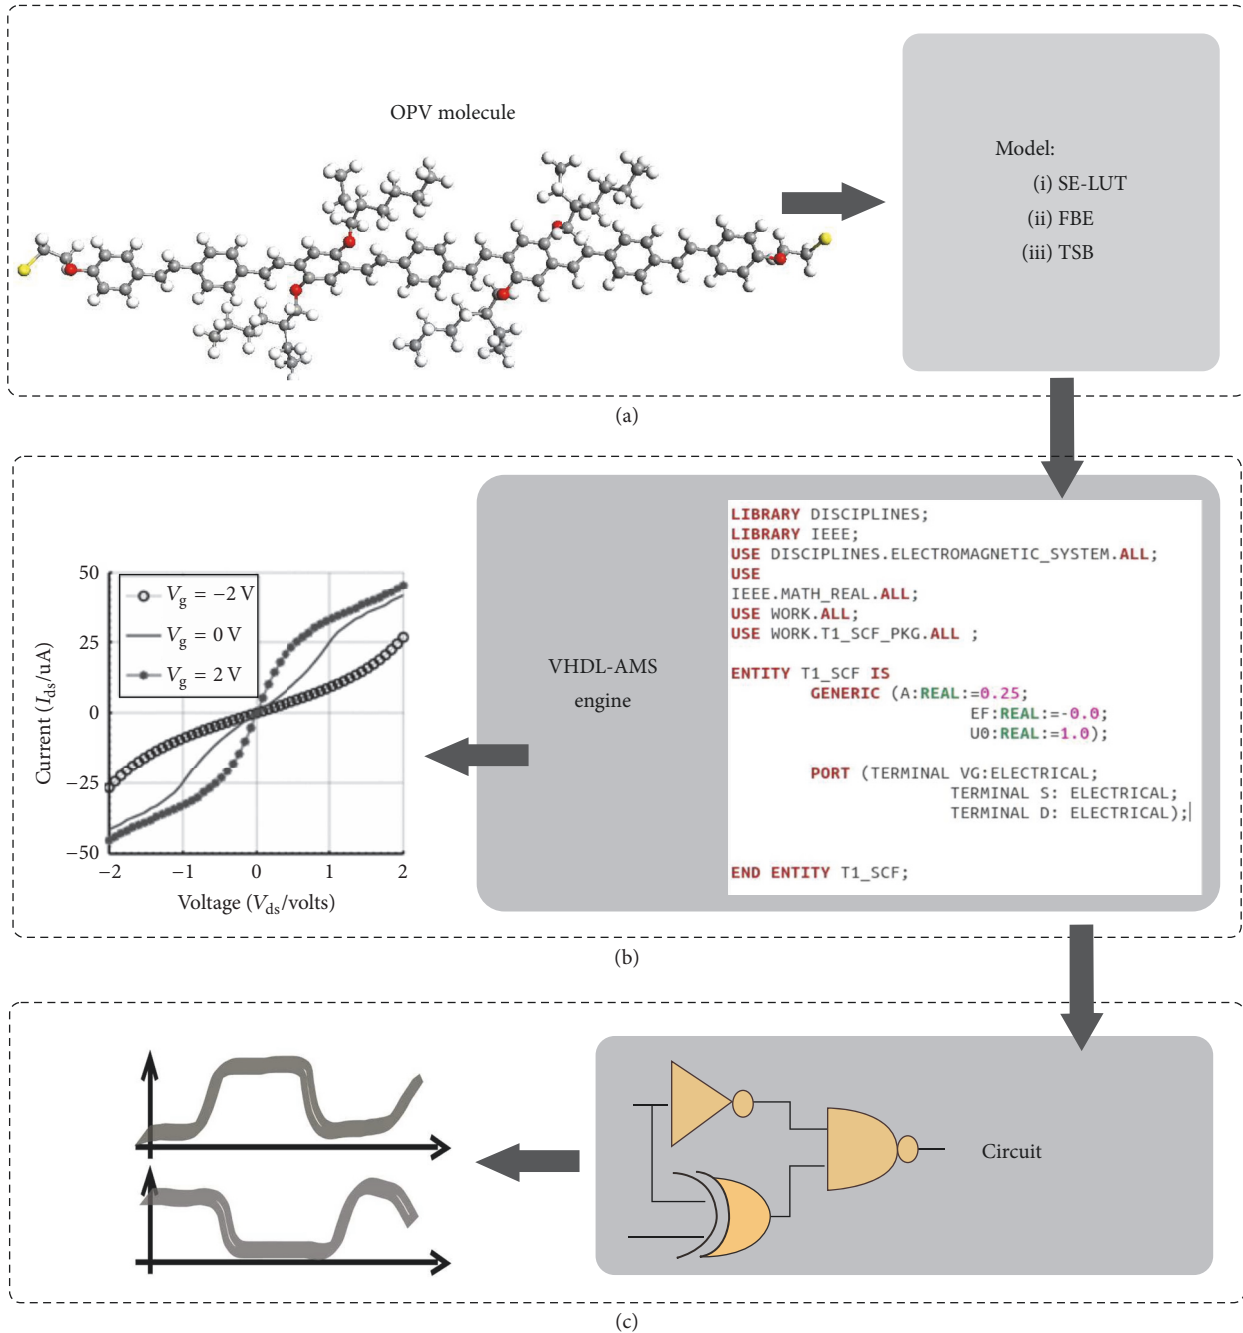 OPV molecule
Model:
(i) SE-LUT
(ii) FBE
(iii) TSB
(a)
50
25
0
−25
−50
−2
−1
0
1
2
Current (Ids/uA)
Voltage (Vds/volts)
Vg = −2 V
Vg = 0 V
Vg = 2 V
VHDL-AMS
engine
LIBRARY DISCIPLINES;
LIBRARY IEEE;
USE DISCIPLINES.ELECTROMAGNETIC_SYSTEM.ALL;
USE
IEEE.MATH_REAL.ALL;
USE WORK.ALL;
USE WORK.T1_SCF_PKG.ALL ;
ENTITY T1_SCF IS
GENERIC (A:REAL:=0.25;
EF:REAL:=-0.0;
U0:REAL:=1.0);
PORT (TERMINAL VG:ELECTRICAL;
TERMINAL S: ELECTRICAL;
TERMINAL D: ELECTRICAL);
END ENTITY T1_SCF;
(b)
Circuit
(c)